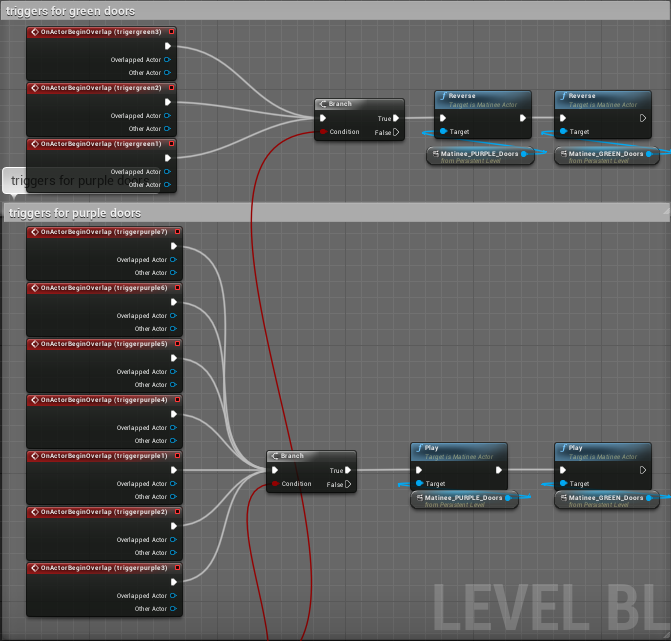 triggers for green doors
OnActorBeginOverlap (trigergreen3)
Overlapped Actor
Other Actor
OnActorBeginOverlap (trigergreen2)
Overlapped Actor
Other Actor
OnActorBeginOverlap (trigergreen1)
Overlapped Actor
Other Actor
Branch
True
Condition
False
Reverse
Target is Matinee Actor
Target
Matinee_PURPLE_Doors
from Persistent Level
Reverse
Target is Matinee Actor
Target
Matinee_GREEN_Doors
from Persistent Level
triggers for purple doors
triggers for purple doors
OnActorBeginOverlap (triggerpurple7)
Overlapped Actor
Other Actor
OnActorBeginOverlap (triggerpurple6)
Overlapped Actor
Other Actor
OnActorBeginOverlap (triggerpurple5)
Overlapped Actor
Other Actor
OnActorBeginOverlap (triggerpurple4)
Overlapped Actor
Other Actor
OnActorBeginOverlap (triggerpurple1)
Overlapped Actor
Other Actor
OnActorBeginOverlap (triggerpurple2)
Overlapped Actor
Other Actor
OnActorBeginOverlap (triggerpurple3)
Overlapped Actor
Other Actor
Branch
True
Condition
False
Play
Target is Matinee Actor
Target
Matinee_PURPLE_Doors
from Persistent Level
Play
Target is Matinee Actor
Target
Matinee_GREEN_Doors
from Persistent Level
LEVEL BL